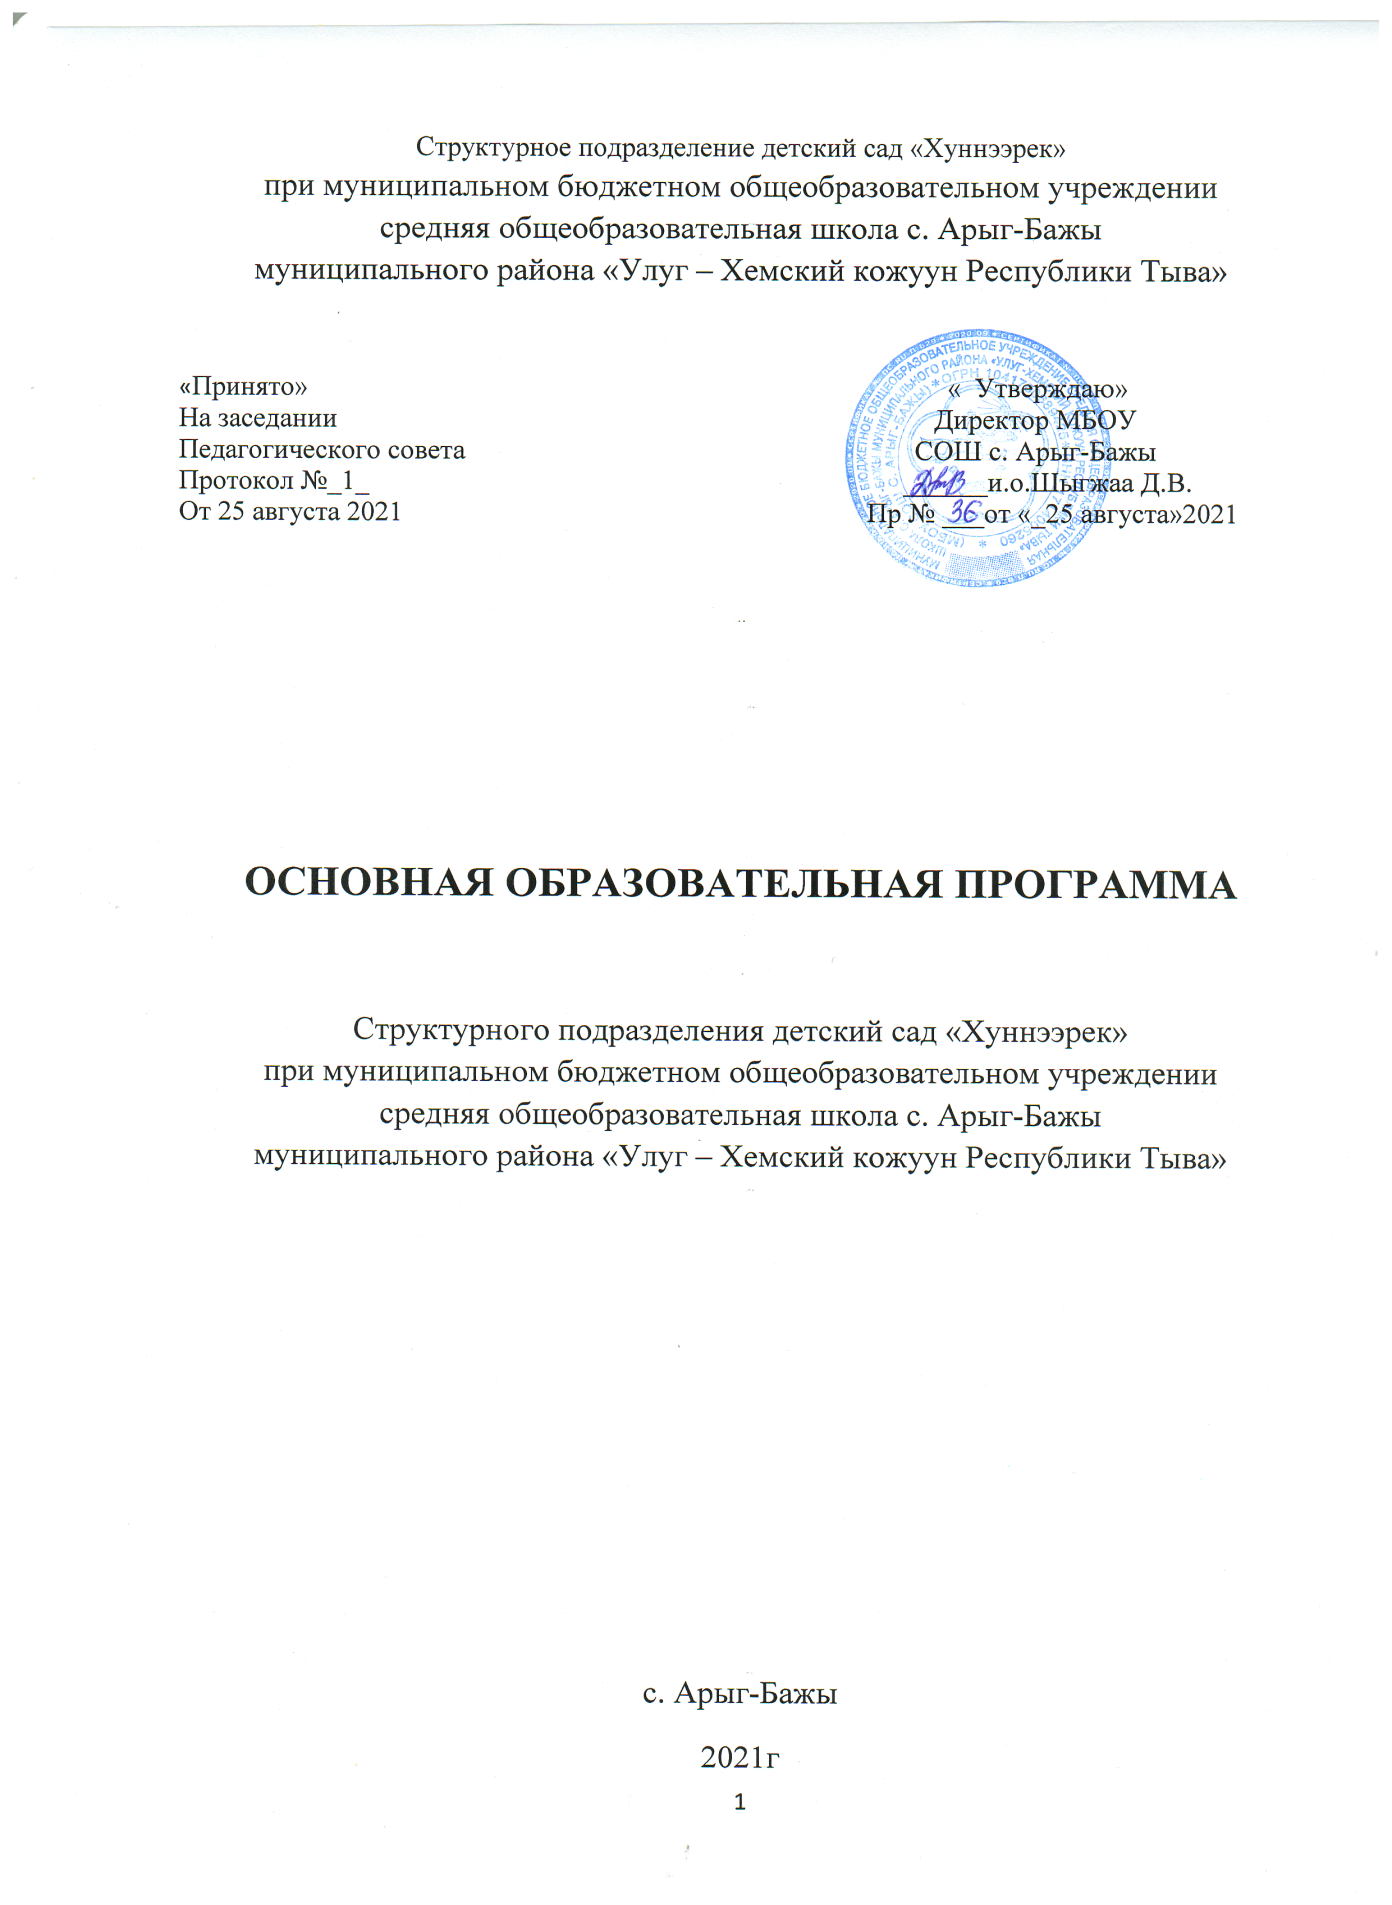 Структурное подразделение детский сад «Хуннээрек»
при муниципальном бюджетном общеобразовательном учреждении
средняя общеобразовательная школа с. Арыг-Бажы
муниципального района «Улуг – Хемский кожуун Республики Тыва»
«Принято»
На заседании
Педагогического совета
Протокол №_1_
От 25 августа 2021
«  Утверждаю»
Директор МБОУ
СОШ с. Арыг-Бажы
______и.о.Шыгжаа Д.В.
Пр № 36 от «_25 августа»2021
ОСНОВНАЯ ОБРАЗОВАТЕЛЬНАЯ ПРОГРАММА
Структурного подразделения детский сад «Хуннээрек»
при муниципальном бюджетном общеобразовательном учреждении
средняя общеобразовательная школа с. Арыг-Бажы
муниципального района «Улуг – Хемский кожуун Республики Тыва»
с. Арыг-Бажы
2021г
1